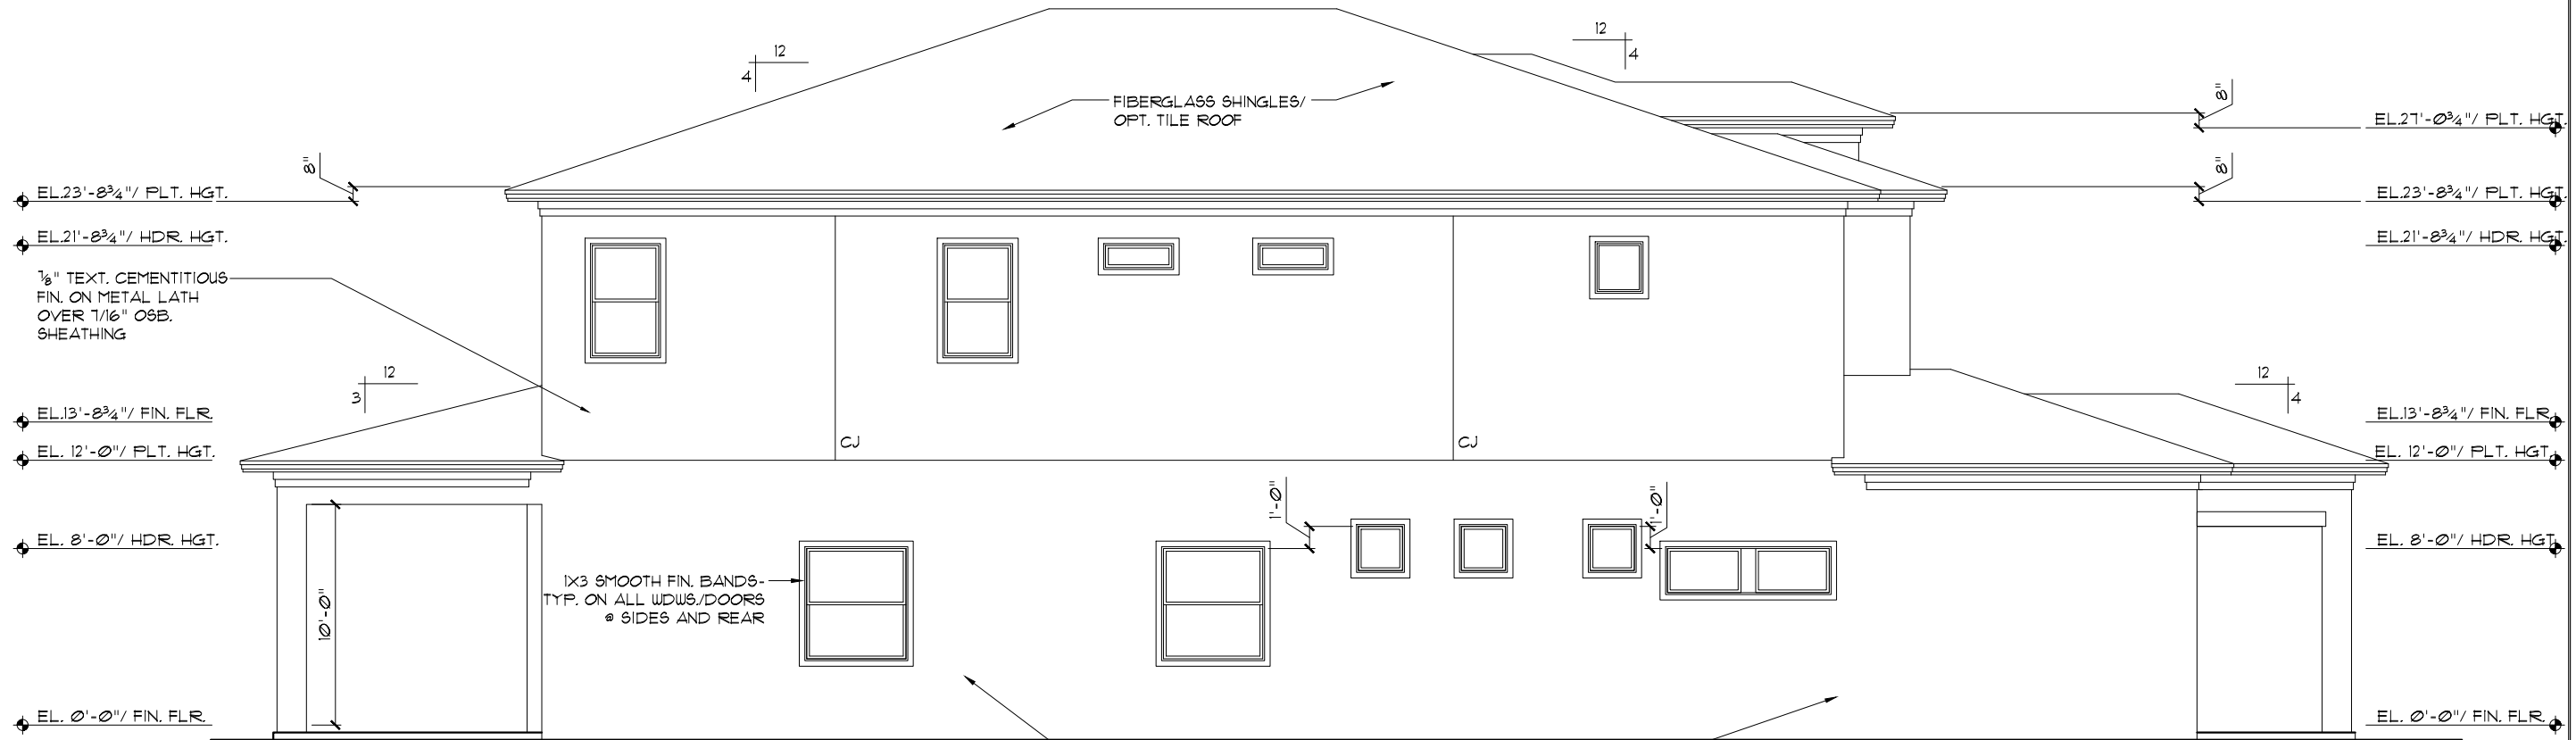 12
4
12
4
FIBERGLASS SHINGLES/
OPT. TILE ROOF
8"
8"
8"
EL.27'-0¾"/ PLT. HGT.
EL.23'-8¾"/ PLT. HGT.
EL.23'-8¾"/ PLT. HGT.
EL.21'-8¾"/ HDR. HGT.
EL.21'-8¾"/ HDR. HGT.
⅞" TEXT. CEMENTITIOUS
FIN. ON METAL LATH
OVER 7/16" OSB.
SHEATHING
12
3
12
4
EL.13'-8¾"/ FIN. FLR.
EL.13'-8¾"/ FIN. FLR.
EL. 12'-0"/ PLT. HGT.
CJ
CJ
EL. 12'-0"/ PLT. HGT.
1'-0"
1'-0"
EL. 8'-0"/ HDR. HGT.
EL. 8'-0"/ HDR. HGT.
10'-0"
1X3 SMOOTH FIN. BANDS-
TYP. ON ALL WDWS./DOORS
@ SIDES AND REAR
EL. 0'-0"/ FIN. FLR.
EL. 0'-0"/ FIN. FLR.